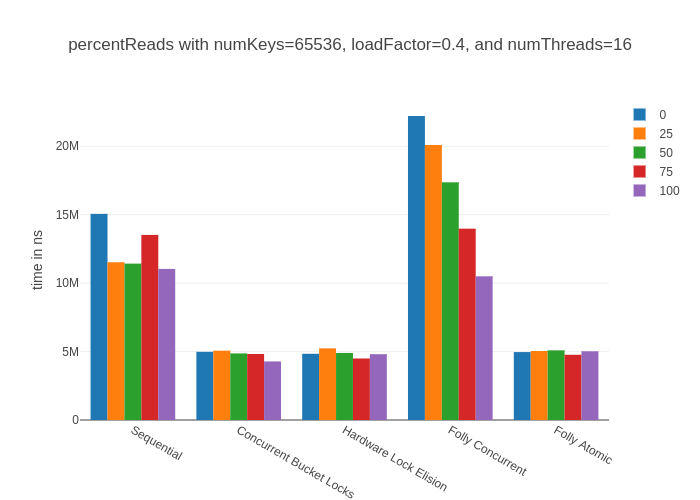 percentReads with numKeys=65536, loadFactor=0.4, and numThreads=16
0
25
50
75
100
time in ns
20M
15M
10M
5M
0
Sequential
Concurrent Bucket Locks
Hardware Lock Elision
Folly Concurrent
Folly Atomic